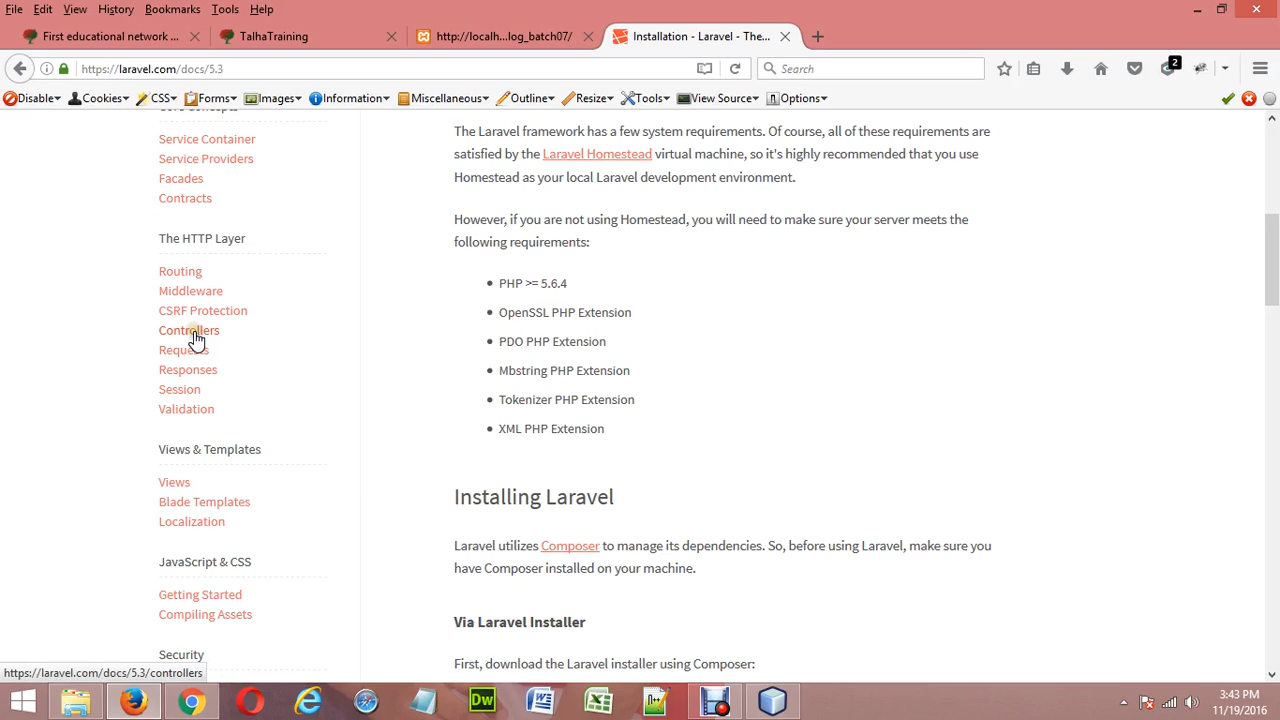 File Edit View History Bookmarks Tools Help
First educational network ...
TalhaTraining
http://localh...log_batch07/
Installation - Laravel - The...
https://laravel.com/docs/5.3
Search
2
Disable Cookies CSS Forms Images Information Miscellaneous Outline Resize Tools View Source Options
Core Concepts
Service Container
Service Providers
Facades
Contracts
The HTTP Layer
Routing
Middleware
CSRF Protection
Controllers
Requests
Responses
Session
Validation
Views & Templates
Views
Blade Templates
Localization
JavaScript & CSS
Getting Started
Compiling Assets
Security
The Laravel framework has a few system requirements. Of course, all of these requirements are
satisfied by the Laravel Homestead virtual machine, so it's highly recommended that you use
Homestead as your local Laravel development environment.
However, if you are not using Homestead, you will need to make sure your server meets the
following requirements:
PHP >= 5.6.4
OpenSSL PHP Extension
PDO PHP Extension
Mbstring PHP Extension
Tokenizer PHP Extension
XML PHP Extension
Installing Laravel
Laravel utilizes Composer to manage its dependencies. So, before using Laravel, make sure you
have Composer installed on your machine.
Via Laravel Installer
First, download the Laravel installer using Composer:
https://laravel.com/docs/5.3/controllers
Dw
3:43 PM
11/19/2016